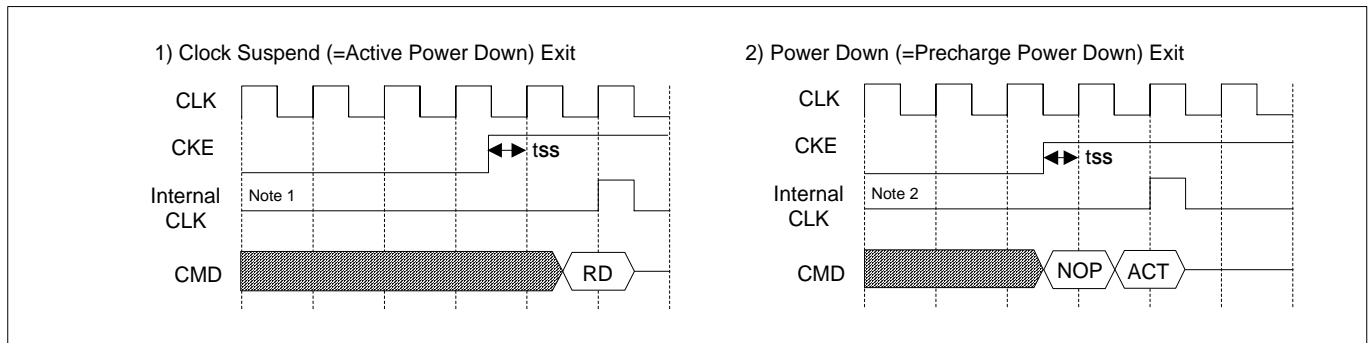 1) Clock Suspend (=Active Power Down) Exit
CLK
CKE
tss
Internal
CLK
Note 1
CMD
RD
2) Power Down (=Precharge Power Down) Exit
CLK
CKE
tss
Internal
CLK
Note 2
CMD
NOP
ACT